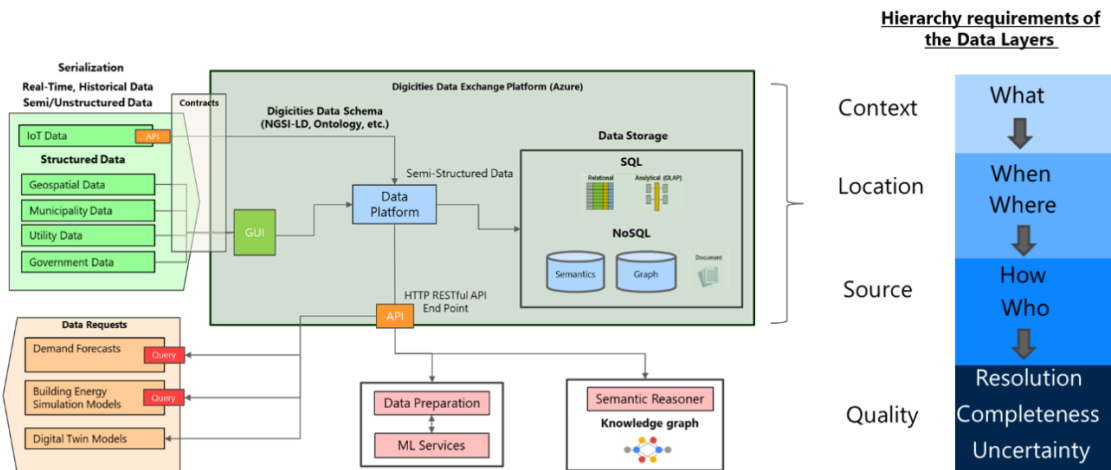 Serialization
Real-Time, Historical Data
Semi/Unstructured Data
IoT Data
API
Structured Data
Geospatial Data
Municipality Data
Utility Data
Government Data
Contracts
GUI
Digicities Data Exchange Platform (Azure)
Digicities Data Schema
(NGSI-LD, Ontology, etc.)
Data
Platform
Semi-Structured Data
Data Storage
SQL
Relational
Analytical (OLAP)
NoSQL
Semantics
Graph
Document
HTTP RESTful API
End Point
API
Data Requests
Demand Forecasts
Query
Building Energy
Simulation Models
Query
Digital Twin Models
Data Preparation
ML Services
Semantic Reasoner
Knowledge graph
Hierarchy requirements of
the Data Layers
Context
What
Location
When
Where
Source
How
Who
Quality
Resolution
Completeness
Uncertainty